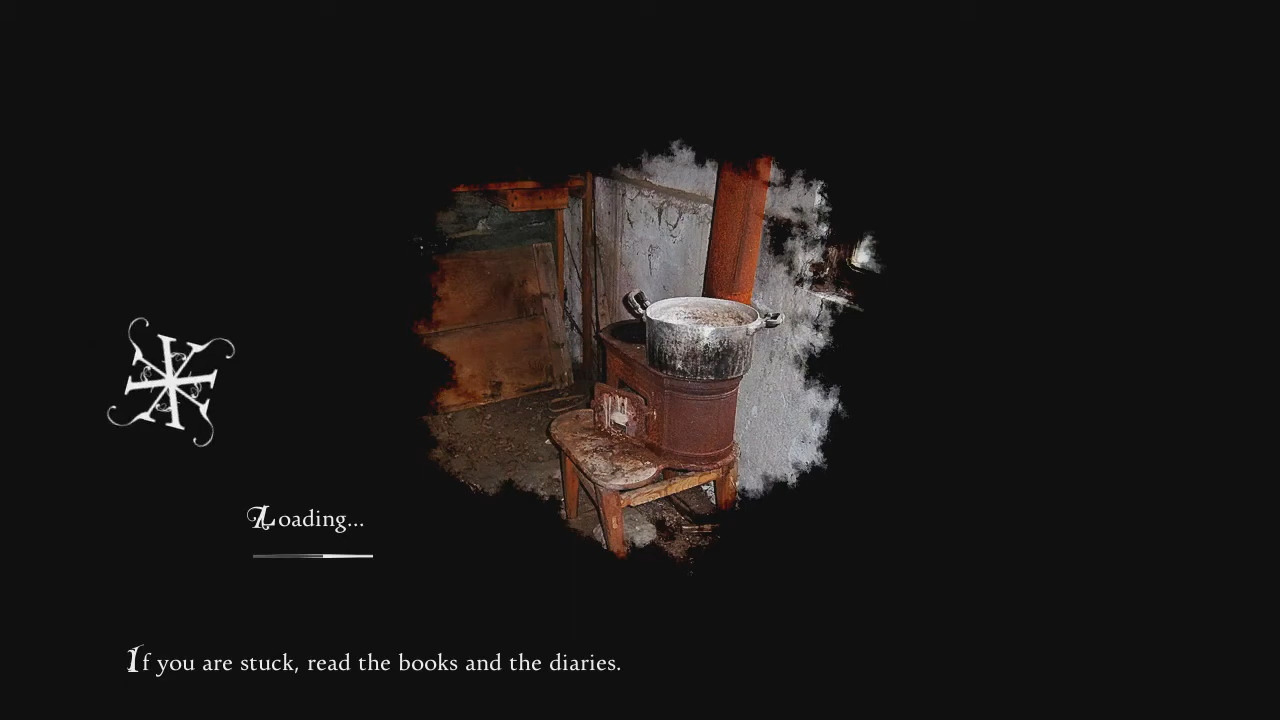 Loading...
If you are stuck, read the books and the diaries.